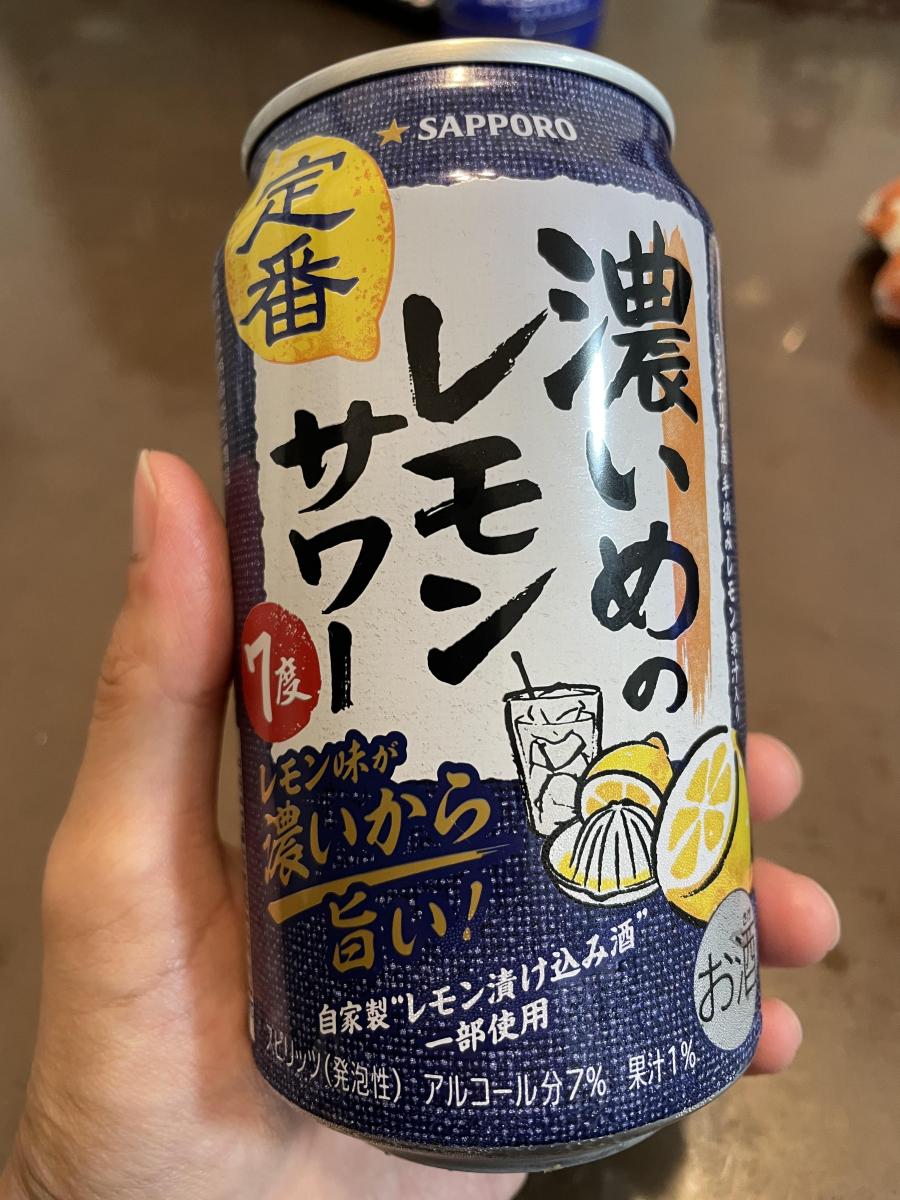 SAPPORO
定番
濃いめの
レモン
サワー
7度
レモン味が
濃いから
旨い!
自家製"レモン漬け込み酒"
一部使用
スピリッツ(発泡性) アルコール分7% 果汁1%
お酒